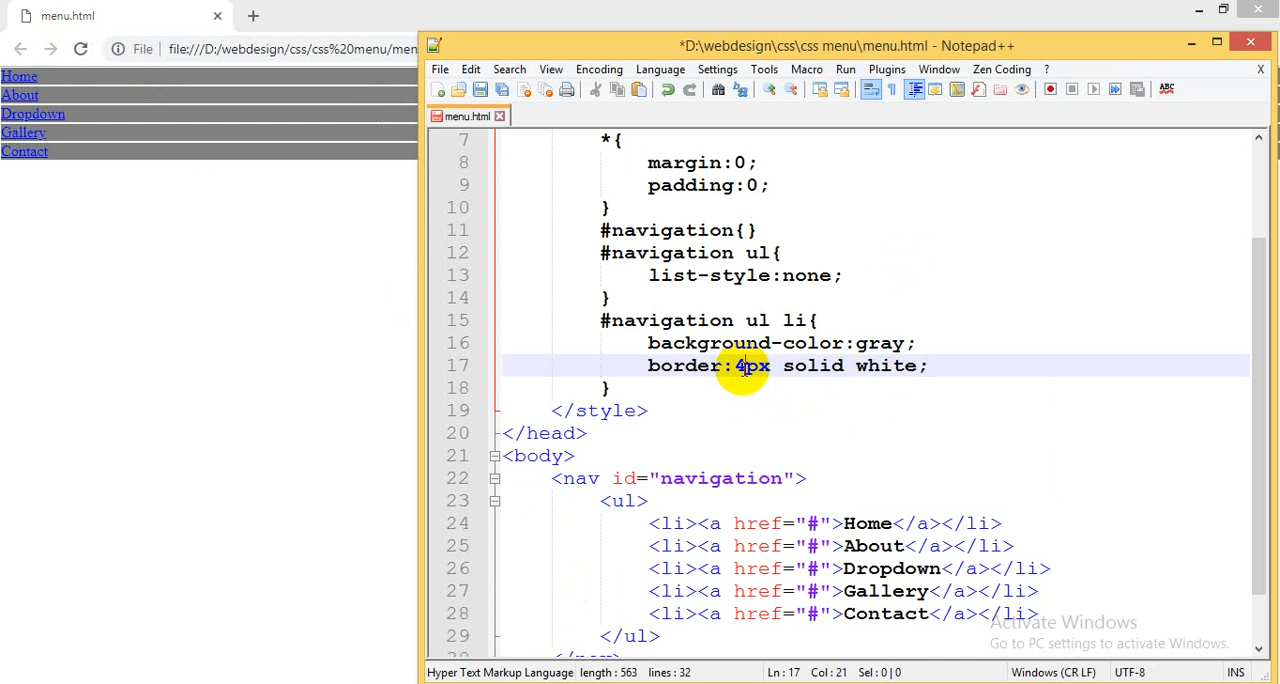 menu.html
File file:///D:/webdesign/css/css%20menu/men
Home
About
Dropdown
Gallery
Contact
*D:\webdesign\css\css menu\menu.html - Notepad++
File Edit Search View Encoding Language Settings Tools Macro Run Plugins Window Zen Coding ? X
ABC
menu.html
7 *{
8 margin:0;
9 padding:0;
10 }
11 #navigation{}
12 #navigation ul{
13 list-style:none;
14 }
15 #navigation ul li{
16 background-color:gray;
17 border:4px solid white;
18 }
19 </style>
20 </head>
21 <body>
22 <nav id="navigation">
23 <ul>
24 <li><a href="#">Home</a></li>
25 <li><a href="#">About</a></li>
26 <li><a href="#">Dropdown</a></li>
27 <li><a href="#">Gallery</a></li>
28 <li><a href="#">Contact</a></li>
29 </ul>
Activate Windows
Go to PC settings to activate Windows.
Hyper Text Markup Language length : 563 lines : 32 Ln : 17 Col : 21 Sel : 0 | 0 Windows (CR LF) UTF-8 INS